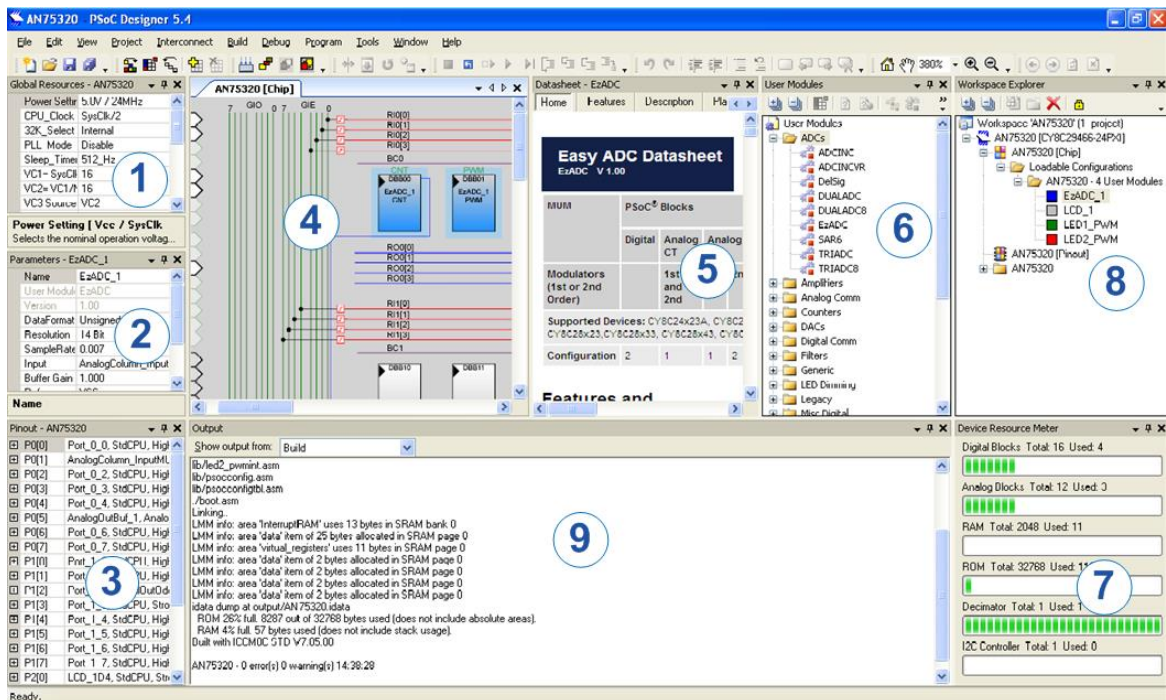 AN75320 - PSoC Designer 5.4
File Edit View Project Interconnect Build Debug Program Tools Window Help
380%
Global Resources - AN75320
Power Settin 5.0V / 24MHz
CPU_Clock SysClk/2
32K_Select Internal
PLL_Mode Disable
Sleep_Timer 512_Hz
VC1= SysClk 16
VC2= VC1/N 16
VC3 Source VC2
1
Power Setting [ Vcc / SysClk
Selects the nominal operation voltag...
Parameters - EzADC_1
Name EzADC_1
User Module EzADC
Version 1.00
DataFormat Unsigned
Resolution 14 Bit
SampleRate 0.007
Input AnalogColumn_Input
Buffer Gain 1.000
2
Name
Pinout - AN75320
P0[0] Port_0_0, StdCPU, High
P0[1] AnalogColumn_InputMU
P0[2] Port_0_2, StdCPU, High
P0[3] Port_0_3, StdCPU, High
P0[4] Port_0_4, StdCPU, High
P0[5] AnalogOutBuf_1, Analo
P0[6] Port_0_6, StdCPU, High
P0[7] Port_0_7, StdCPU, High
P1[0]
P1[1]
P1[2]
P1[3] Port_1_3, Stro
P1[4] Port_1_4, StdCPU, High
P1[5] Port_1_5, StdCPU, High
P1[6] Port_1_6, StdCPU, High
P1[7] Port_1_7, StdCPU, High
P2[0] LCD_1D4, StdCPU, Stro
3
AN75320 [Chip]
7 GIO 0 7 GIE 0
RI0[0]
RI0[1]
RI0[2]
RI0[3]
BC0
CNT
DBB00
EzADC_1
CNT
PWM
DBB01
EzADC_1
PWM
4
RO0[0]
RO0[1]
RO0[2]
RO0[3]
RI1[0]
RI1[1]
RI1[2]
RI1[3]
BC1
DBB10
DBB11
Datasheet - EzADC
Home Features Description
Easy ADC Datasheet
EzADC V 1.00
MUM PSoC® Blocks
Digital Analog CT Analog
Modulators (1st or 2nd Order) 1st and 2nd
5
Supported Devices: CY8C24x23A, CY8C2
CY8C28x23,CY8C28x33, CY8C28x43, CY8C
Configuration 2 1 1 2
Features and
User Modules
User Modules
ADCs
ADCINC
ADCINCVR
DelSig
DUALADC
DUALADC8
EzADC
SAR6
TRIADC
TRIADC8
Amplifiers
Analog Comm
Counters
DACs
Digital Comm
Filters
Generic
LED Dimming
Legacy
Misc Digital
6
Workspace Explorer
Workspace 'AN75320' (1 project)
AN75320 [CY8C29466-24PXI]
AN75320 [Chip]
Loadable Configurations
AN75320 - 4 User Modules
EzADC_1
LCD_1
LED1_PWM
LED2_PWM
AN75320 [Pinout]
AN75320
8
Output
Show output from: Build
lib/led2_pwmint.asm
lib/psocconfig.asm
lib/psocconfigtbl.asm
./boot.asm
Linking..
LMM info: area 'InterruptRAM' uses 13 bytes in SRAM bank 0
LMM info: area 'data' item of 25 bytes allocated in SRAM page 0
LMM info: area 'virtual_registers' uses 11 bytes in SRAM page 0
LMM info: area 'data' item of 2 bytes allocated in SRAM page 0
LMM info: area 'data' item of 2 bytes allocated in SRAM page 0
LMM info: area 'data' item of 2 bytes allocated in SRAM page 0
LMM info: area 'data' item of 2 bytes allocated in SRAM page 0
idata dump at output/AN75320.idata
ROM 26% full. 8287 out of 32768 bytes used (does not include absolute areas).
RAM 4% full. 57 bytes used (does not include stack usage).
Built with ICCM8C STD V7.05.00
AN75320 - 0 error(s) 0 warning(s) 14:38:28
9
Device Resource Meter
Digital Blocks Total: 16 Used: 4
Analog Blocks Total: 12 Used: 3
RAM Total: 2048 Used: 11
ROM Total: 32768 Used:
Decimator Total: 1 Used: 1
I2C Controller Total: 1 Used: 0
7
Ready.